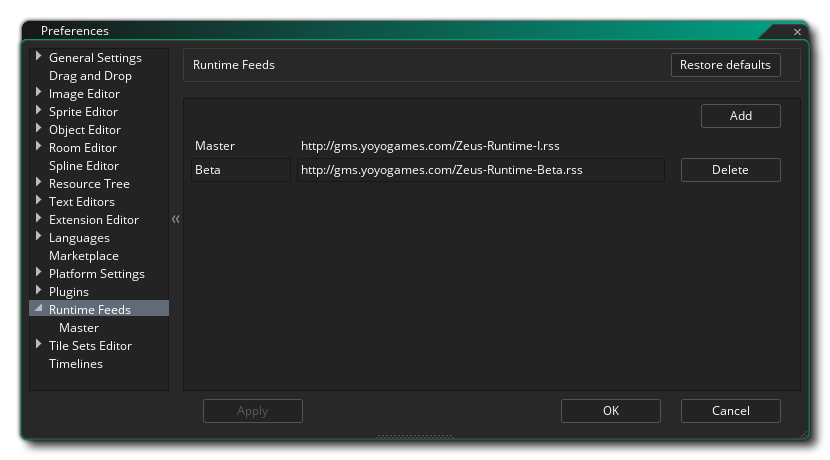 Preferences
General Settings
Drag and Drop
Image Editor
Sprite Editor
Object Editor
Room Editor
Spline Editor
Resource Tree
Text Editors
Extension Editor
Languages
Marketplace
Platform Settings
Plugins
Runtime Feeds
Master
Tile Sets Editor
Timelines
Runtime Feeds
Restore defaults
Add
Master http://gms.yoyogames.com/Zeus-Runtime-I.rss
Beta http://gms.yoyogames.com/Zeus-Runtime-Beta.rss Delete
Apply
OK
Cancel